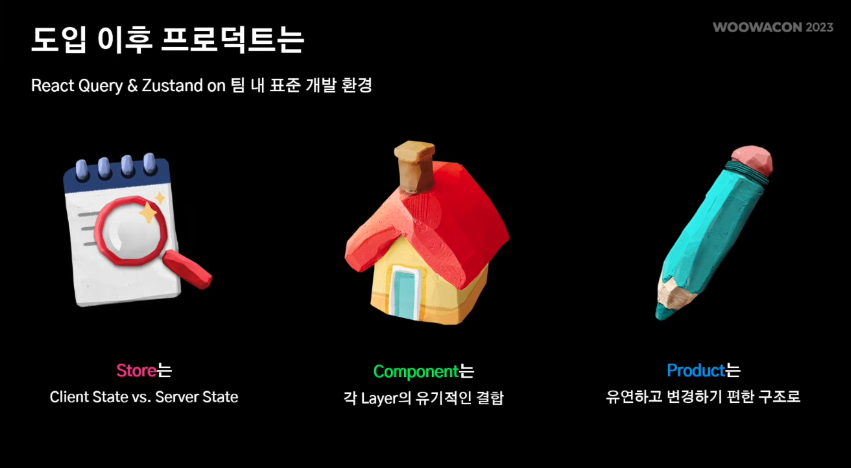 WOOWACON 2023
도입 이후 프로덕트는
React Query & Zustand on 팀 내 표준 개발 환경
Store는
Client State vs. Server State
Component는
각 Layer의 유기적인 결합
Product는
유연하고 변경하기 편한 구조로